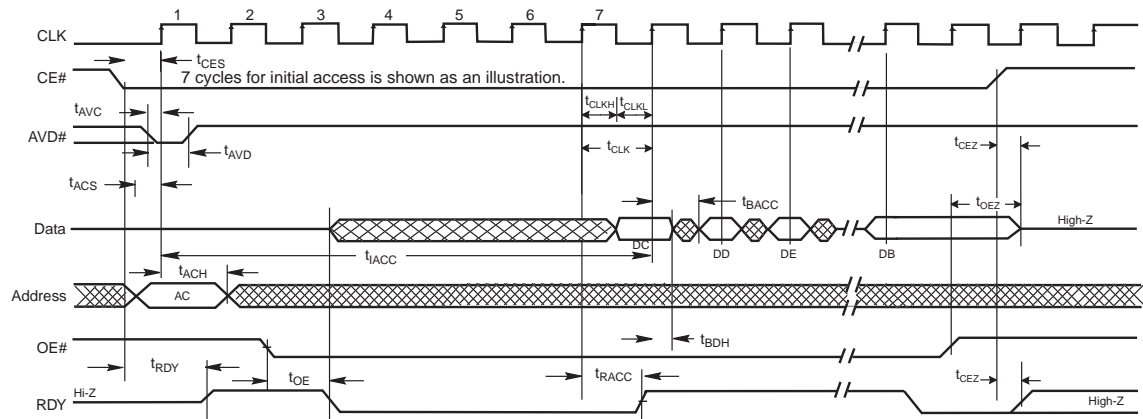 1 2 3 4 5 6 7
CLK
tCES
CE#
7 cycles for initial access is shown as an illustration.
tAVC
tCLKH tCLKL
AVD#
tAVD
tCLK
tCEZ
tACS
tBACC
tOEZ
Data
High-Z
DC
DD
DE
DB
tIACC
tACH
Address
AC
OE#
tBDH
tRDY
tOE
tRACC
tCEZ
Hi-Z
RDY
High-Z